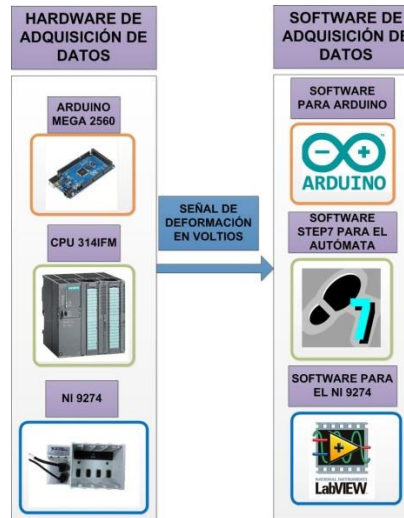 HARDWARE DE
ADQUISICIÓN DE
DATOS
ARDUINO
MEGA 2560
CPU 314IFM
NI 9274
SEÑAL DE
DEFORMACIÓN
EN VOLTIOS
SOFTWARE DE
ADQUISICIÓN DE
DATOS
SOFTWARE
PARA ARDUINO
ARDUINO
SOFTWARE
STEP7 PARA EL
AUTÓMATA
7
SOFTWARE PARA
EL NI 9274
NATIONAL INSTRUMENTS
LabVIEW